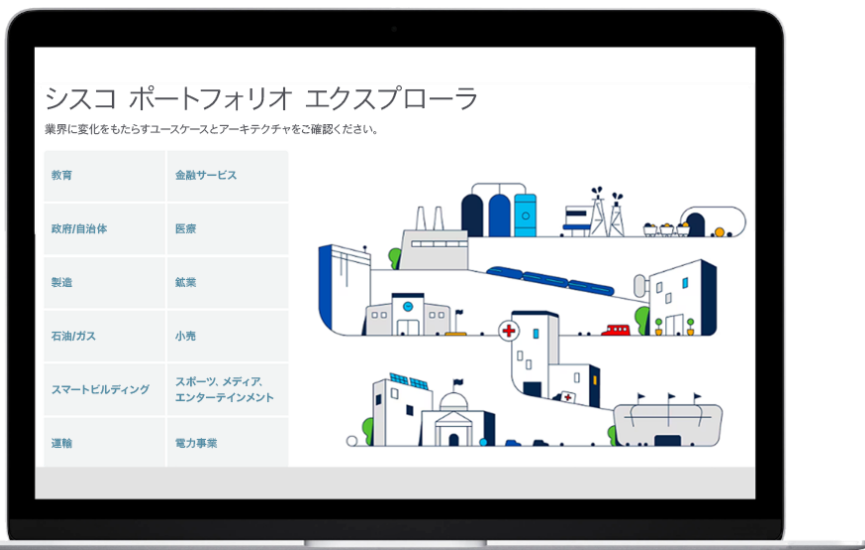 シスコ ポートフォリオ エクスプローラ
業界に変化をもたらすユースケースとアーキテクチャをご確認ください。
教育
金融サービス
政府/自治体
医療
製造
鉱業
石油/ガス
小売
スマートビルディング
スポーツ, メディア,
エンターテインメント
運輸
電力事業